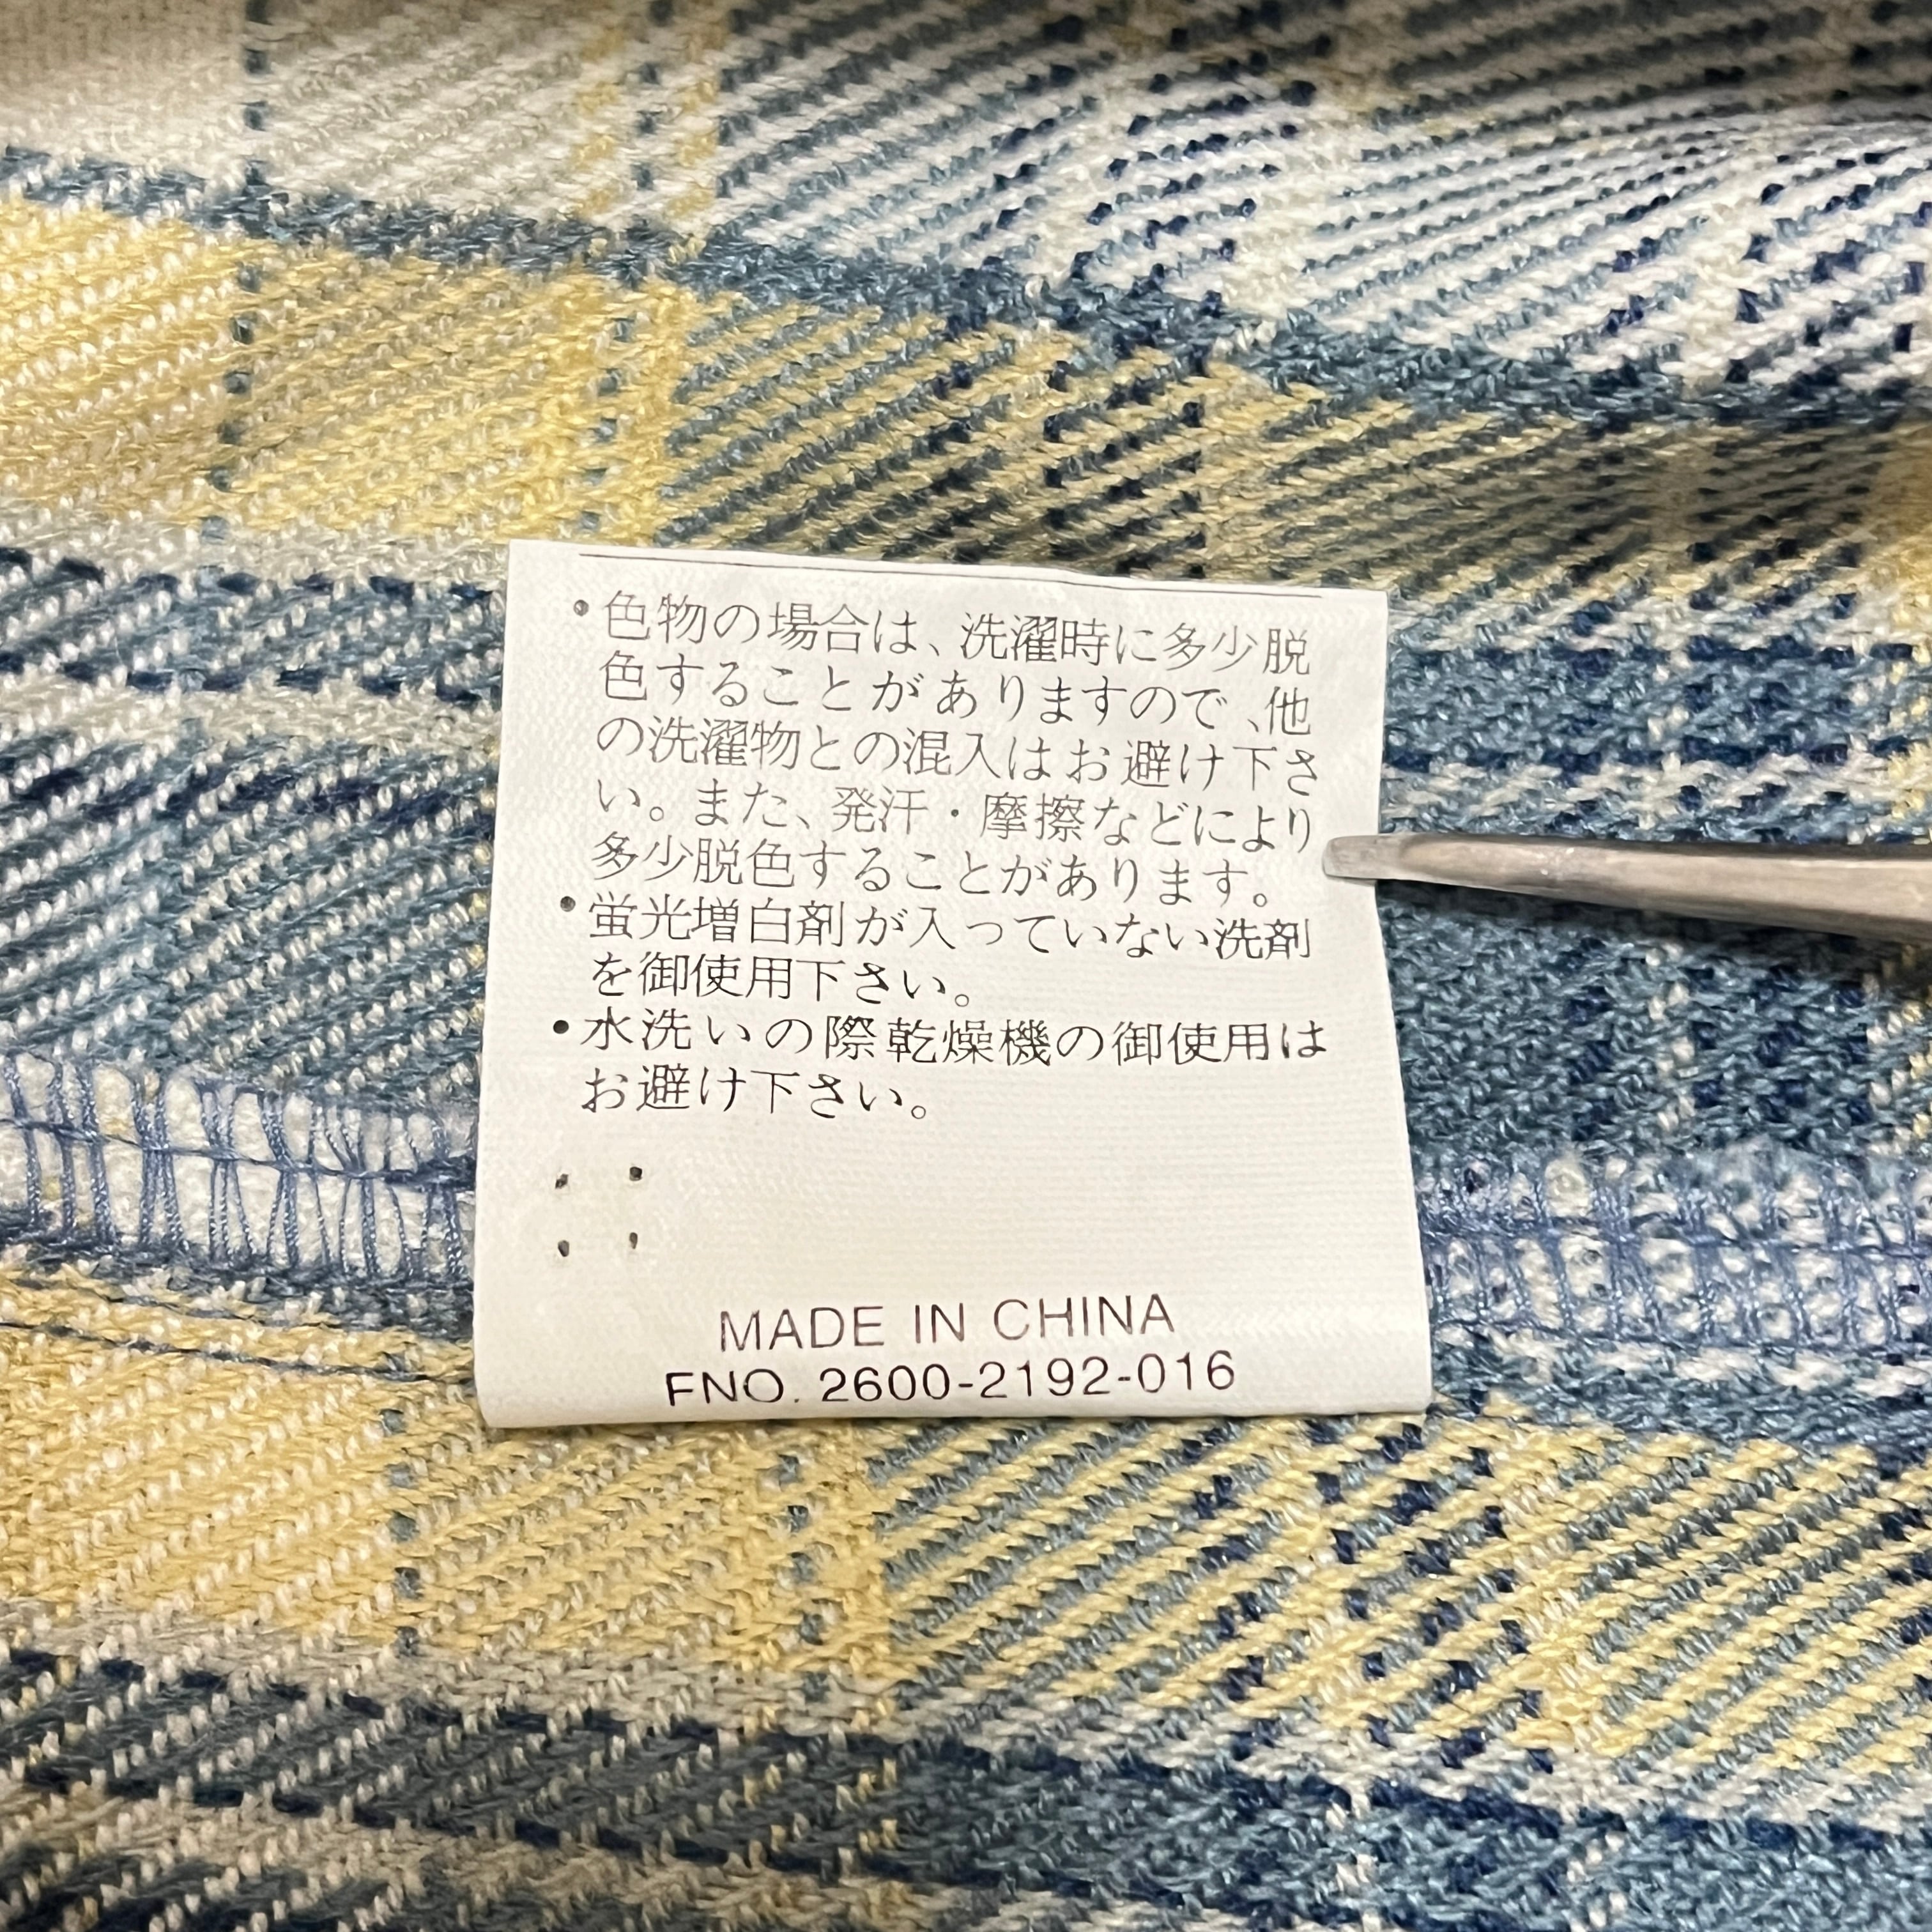 •色物の場合は、洗濯時に多少脱
色することがありますので、他
の洗濯物との混入はお避け下さ
い。また、発汗・摩擦などにより
多少脱色することがあります。
•蛍光増白剤が入っていない洗剤
を御使用下さい。
•水洗いの際乾燥機の御使用は
お避け下さい。
MADE IN CHINA
FNO. 2600-2192-016